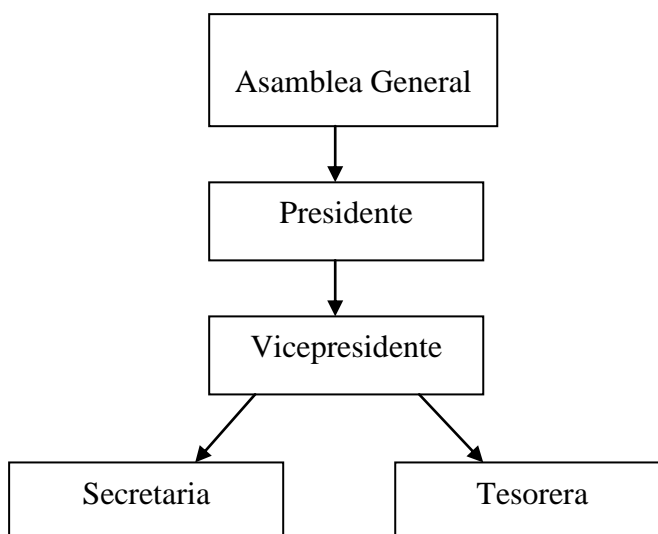 Asamblea General
Presidente
Vicepresidente
Secretaria
Tesorera